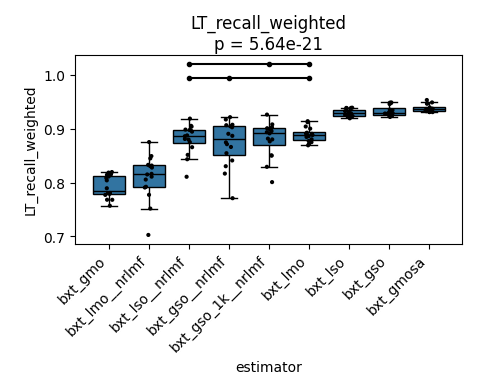 LT_recall_weighted
p = 5.64e-21
LT_recall_weighted
1.0
0.9
0.8
0.7
bxt_gmo
bxt_lmo__nrlmf
bxt_lso__nrlmf
bxt_gso__nrlmf
bxt_gso_1k__nrlmf
bxt_lmo
bxt_lso
bxt_gso
bxt_gmosa
estimator